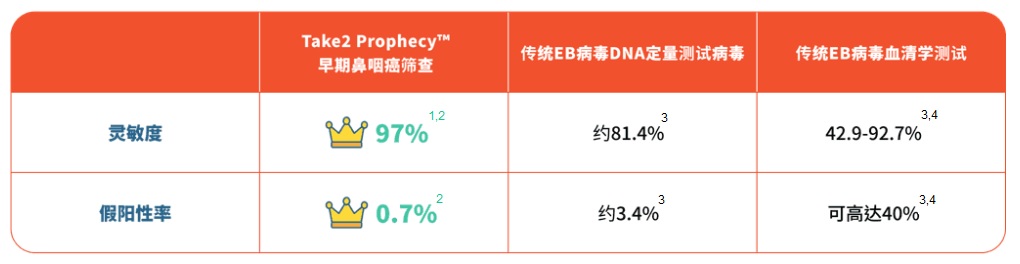 Take2 Prophecy™
早期鼻咽癌筛查
传统EB病毒DNA定量测试病毒
传统EB病毒血清学测试
灵敏度
97%1,2
约81.4%3
42.9-92.7%3,4
假阳性率
0.7%2
约3.4%3
可高达40%3,4